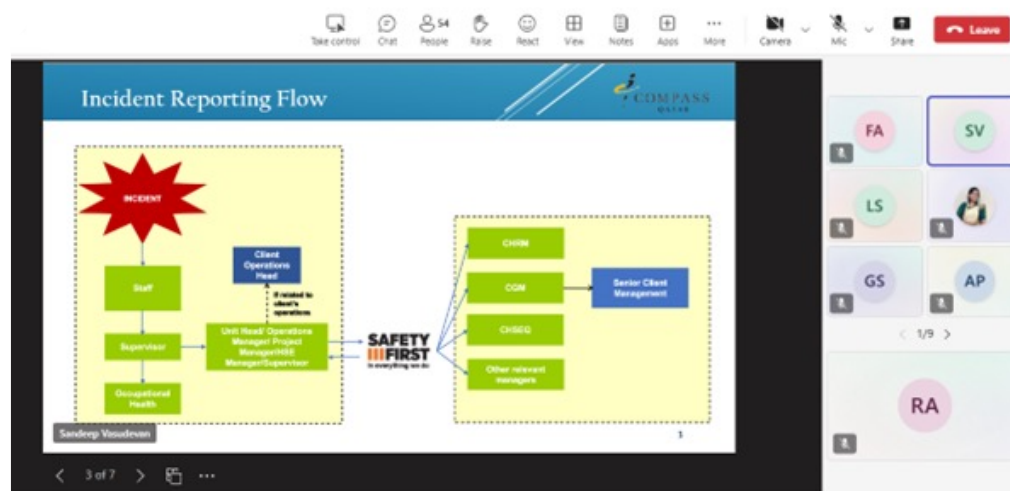 54
Take control
Chat
People
Raise
React
View
Notes
Apps
More
Camera
Mic
Share
Leave
Incident Reporting Flow
COMPASS
QATAR
INCIDENT
Staff
Supervisor
Occupational
Health
Client
Operations
Head
If related to
client's
operations
Unit Head/ Operations
Manager/ Project
Manager/HSE
Manager/Supervisor
SAFETY
FIRST
in everything we do
CHRM
CGM
CHSEQ
Other relevant
managers
Senior Client
Management
1
Sandeep Vasudevan
3 of 7
FA
SV
LS
GS
AP
1/9
RA